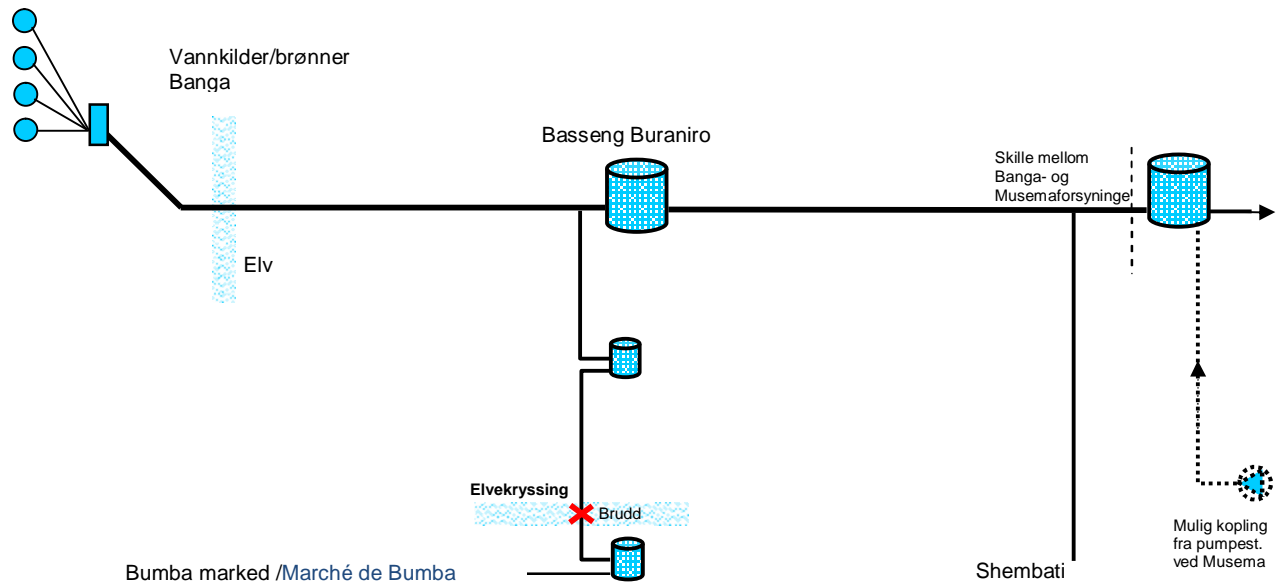 Vannkilder/brønner
Banga
Basseng Buraniro
Skille mellom
Banga- og
Musemaforsyninge
Elv
Elvekryssing
Brudd
Mulig kopling
fra pumpest.
ved Musema
Bumba marked /Marché de Bumba
Shembati